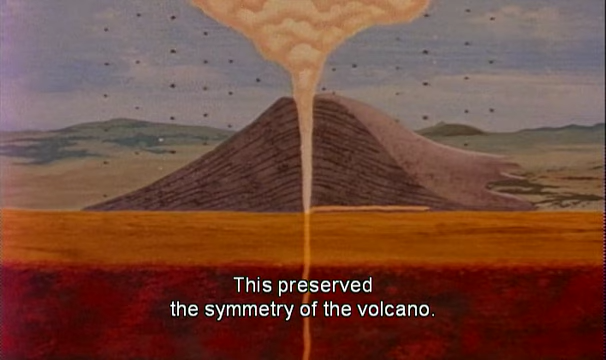 This preserved
the symmetry of the volcano.